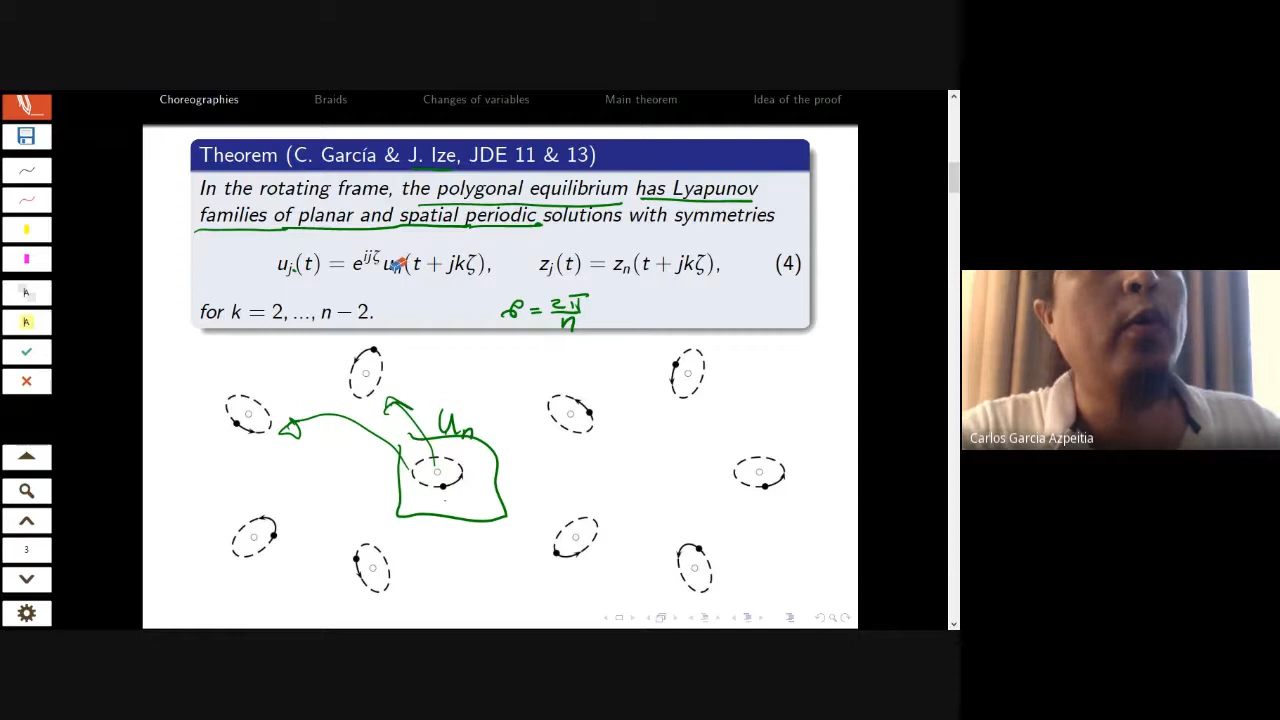 Choreographies Braids Changes of variables Main theorem Idea of the proof
Theorem (C. García & J. Ize, JDE 11 & 13)
In the rotating frame, the polygonal equilibrium has Lyapunov
families of planar and spatial periodic solutions with symmetries
u_j(t) = e^{ijζ} u_n(t + jkζ), z_j(t) = z_n(t + jkζ), (4)
for k = 2, ..., n − 2.
= 2π/n
u_n
Carlos Garcia Azpeitia
3